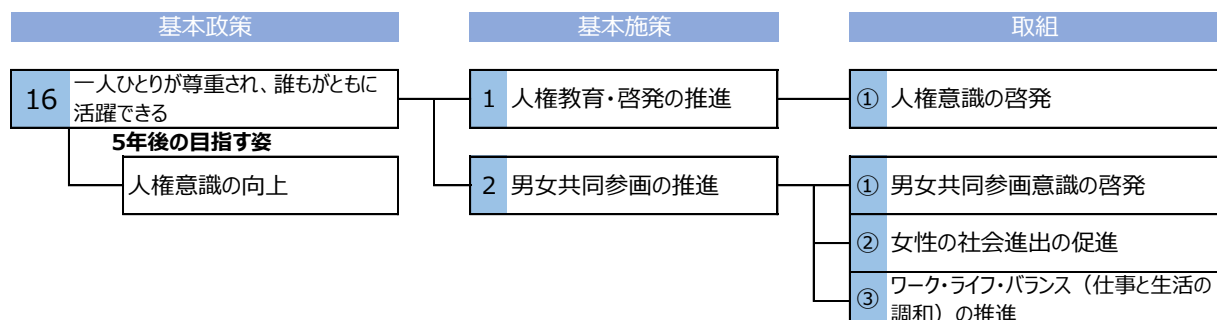 基本政策
基本施策
取組
16 一人ひとりが尊重され、誰もがともに
活躍できる
1 人権教育・啓発の推進
① 人権意識の啓発
5年後の目指す姿
人権意識の向上
2 男女共同参画の推進
① 男女共同参画意識の啓発
② 女性の社会進出の促進
③ ワーク・ライフ・バランス（仕事と生活の
調和）の推進